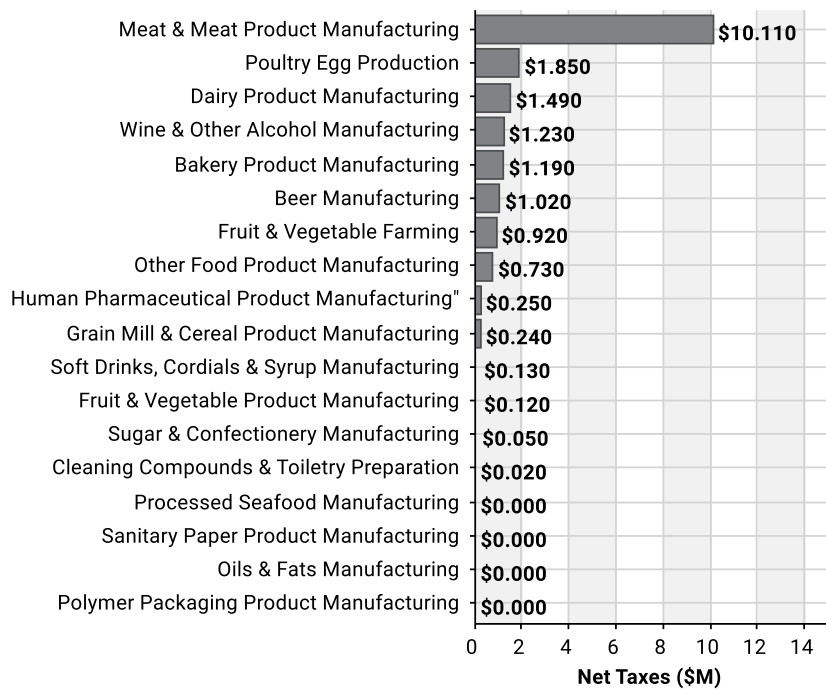 Meat & Meat Product Manufacturing $10.110
Poultry Egg Production $1.850
Dairy Product Manufacturing $1.490
Wine & Other Alcohol Manufacturing $1.230
Bakery Product Manufacturing $1.190
Beer Manufacturing $1.020
Fruit & Vegetable Farming $0.920
Other Food Product Manufacturing $0.730
Human Pharmaceutical Product Manufacturing" $0.250
Grain Mill & Cereal Product Manufacturing $0.240
Soft Drinks, Cordials & Syrup Manufacturing $0.130
Fruit & Vegetable Product Manufacturing $0.120
Sugar & Confectionery Manufacturing $0.050
Cleaning Compounds & Toiletry Preparation $0.020
Processed Seafood Manufacturing $0.000
Sanitary Paper Product Manufacturing $0.000
Oils & Fats Manufacturing $0.000
Polymer Packaging Product Manufacturing $0.000
0 2 4 6 8 10 12 14
Net Taxes ($M)